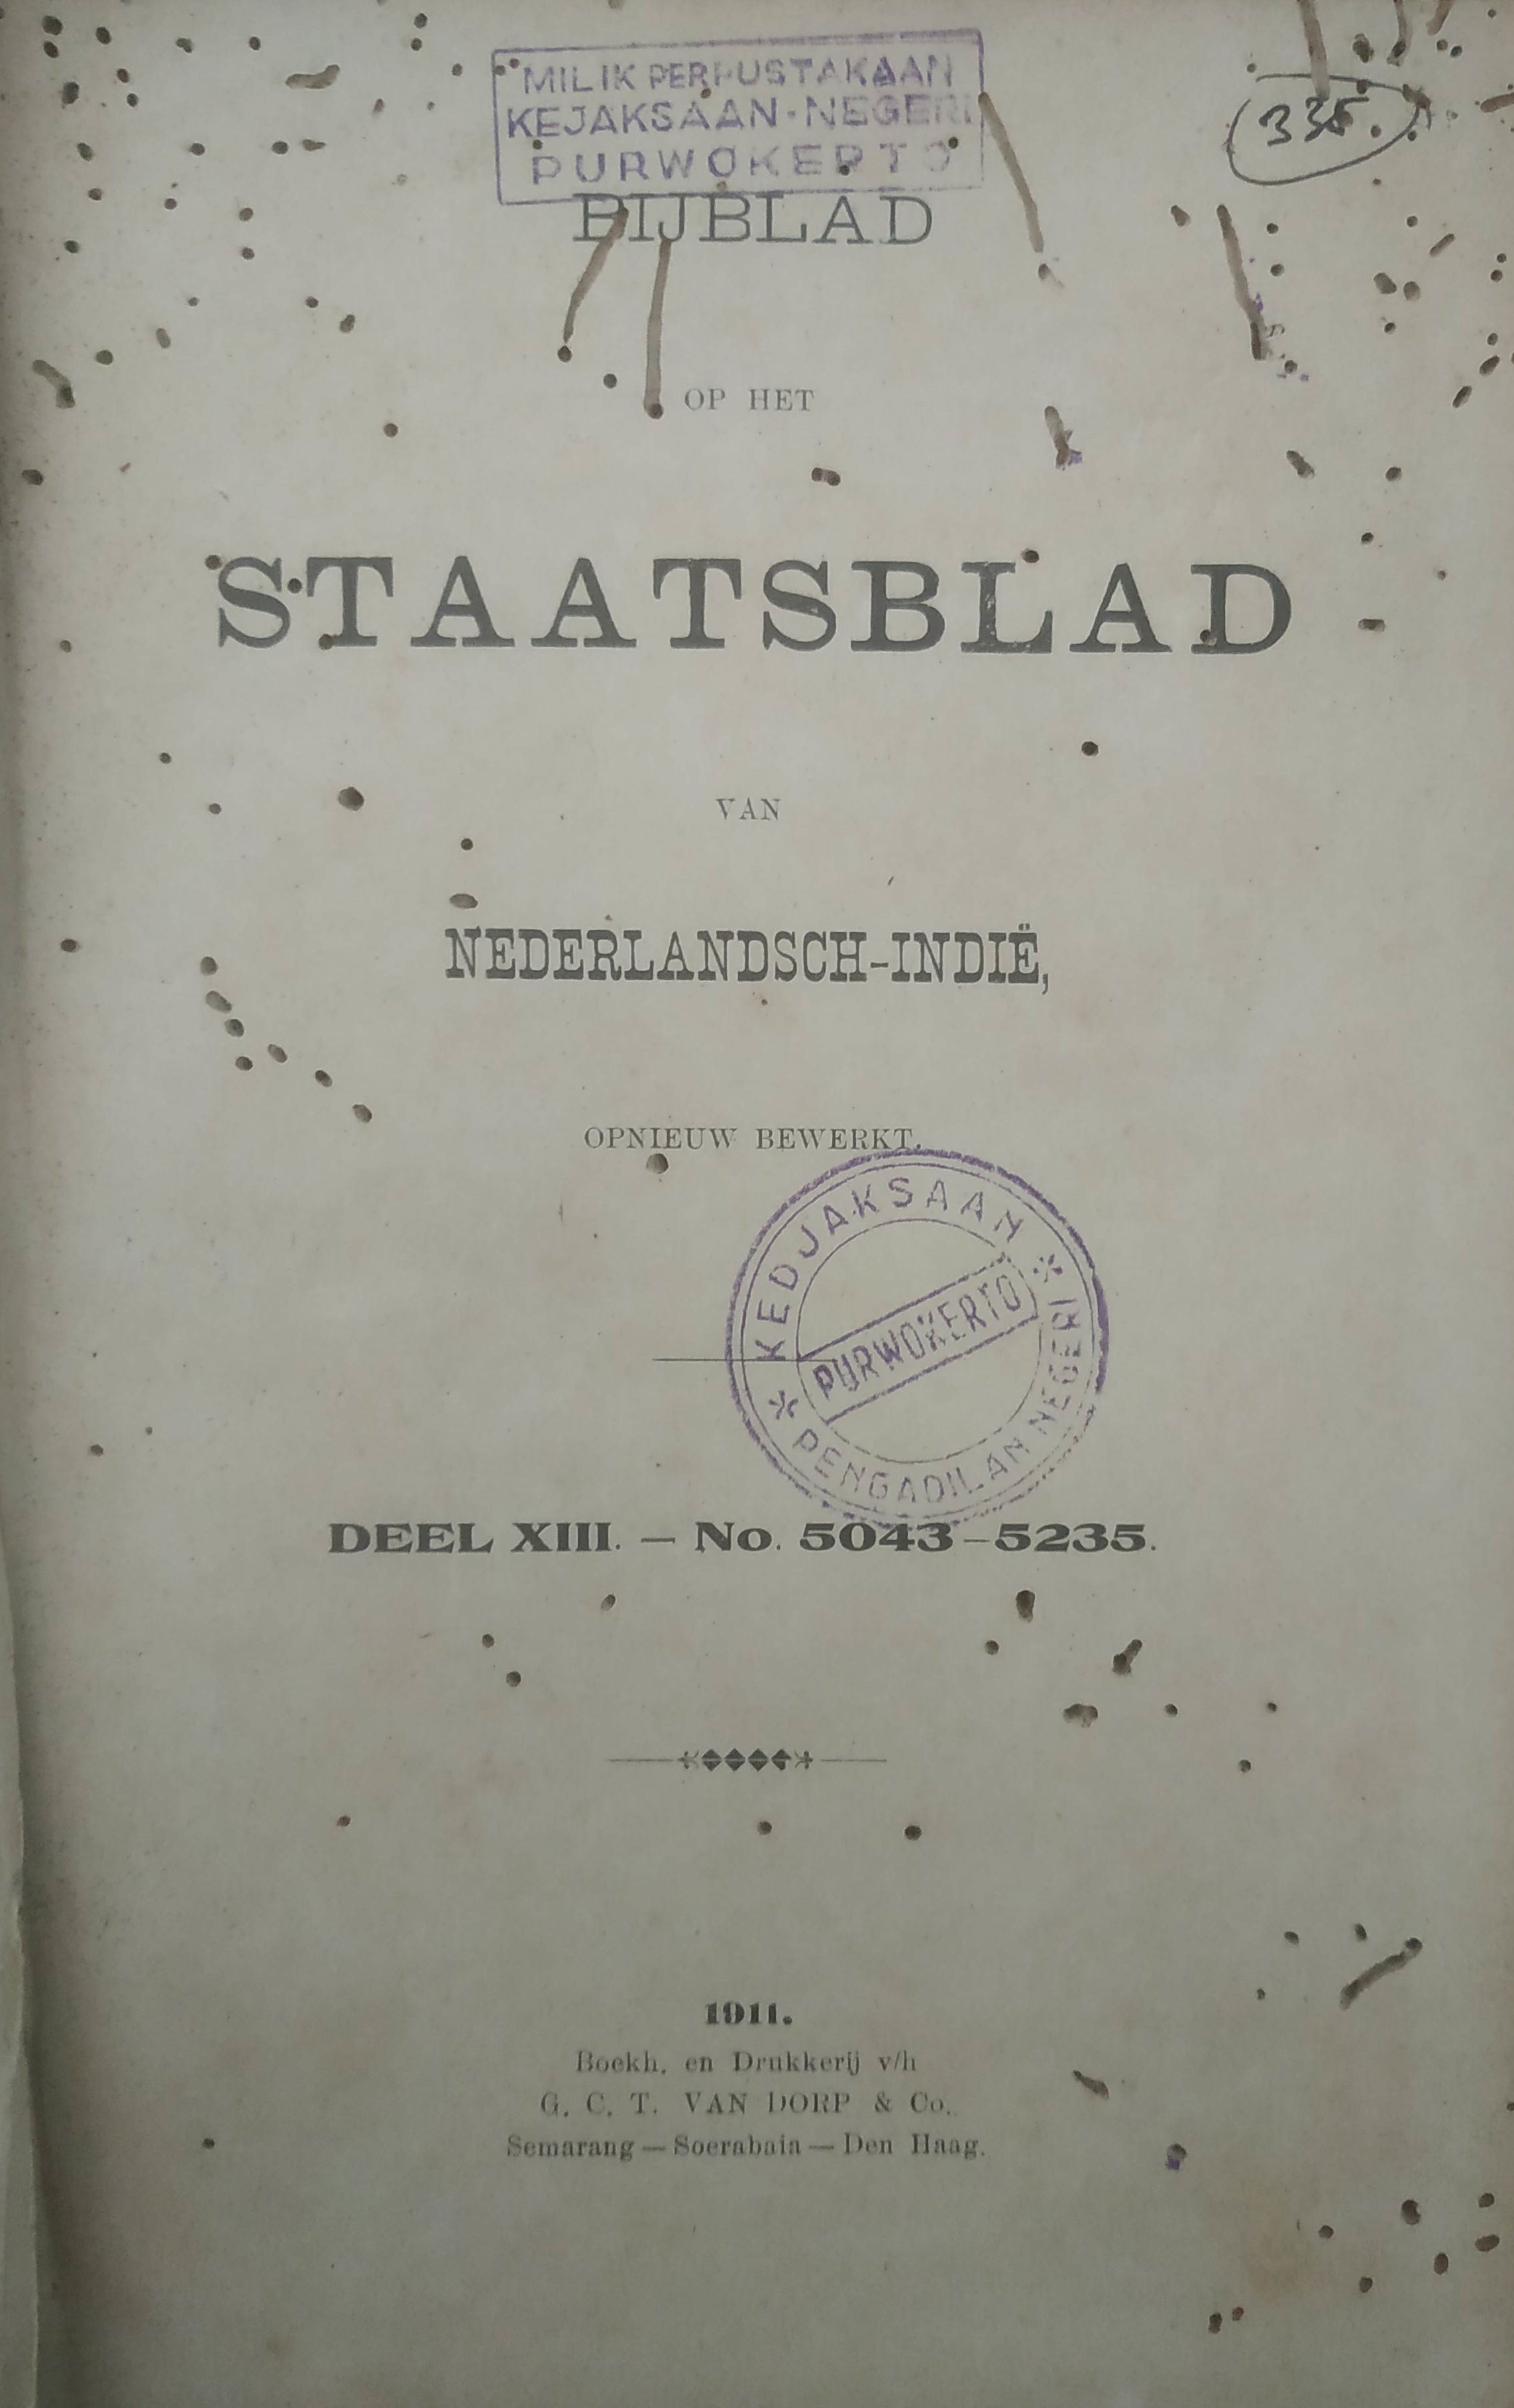 MILIK PERPUSTAKAAN
KEJAKSAAN-NEGERI
PURWOKERTO
335.
BIJBLAD
OP HET
STAATSBLAD
VAN
NEDERLANDSCH-INDIË,
OPNIEUW BEWERKT.
KEDJAKSAAN
PURWOKERTO
PENGADILAN NEGERI
DEEL XIII. — No. 5043–5235.
1911.
Boekh. en Drukkerij v/h
G. C. T. VAN DORP & Co.
Semarang — Soerabaia — Den Haag.